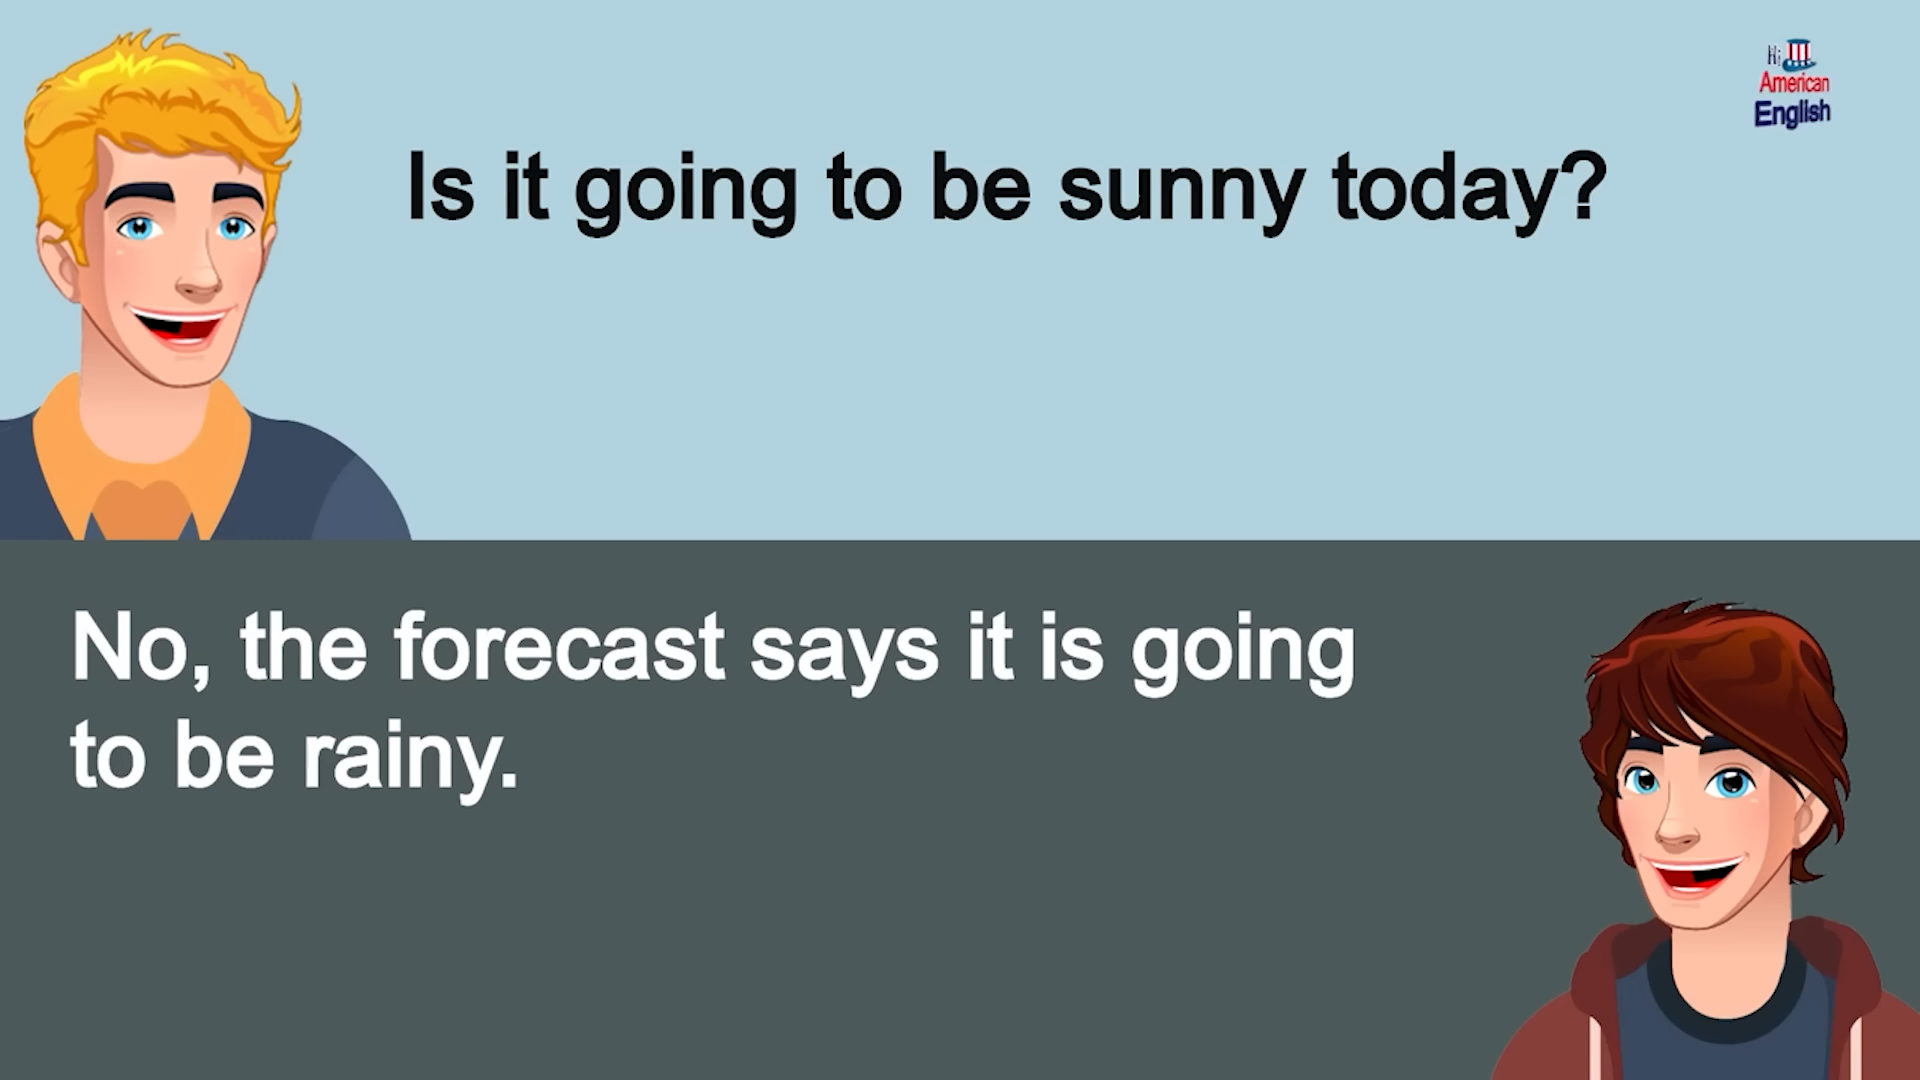 Hi
American
English
Is it going to be sunny today?
No, the forecast says it is going
to be rainy.